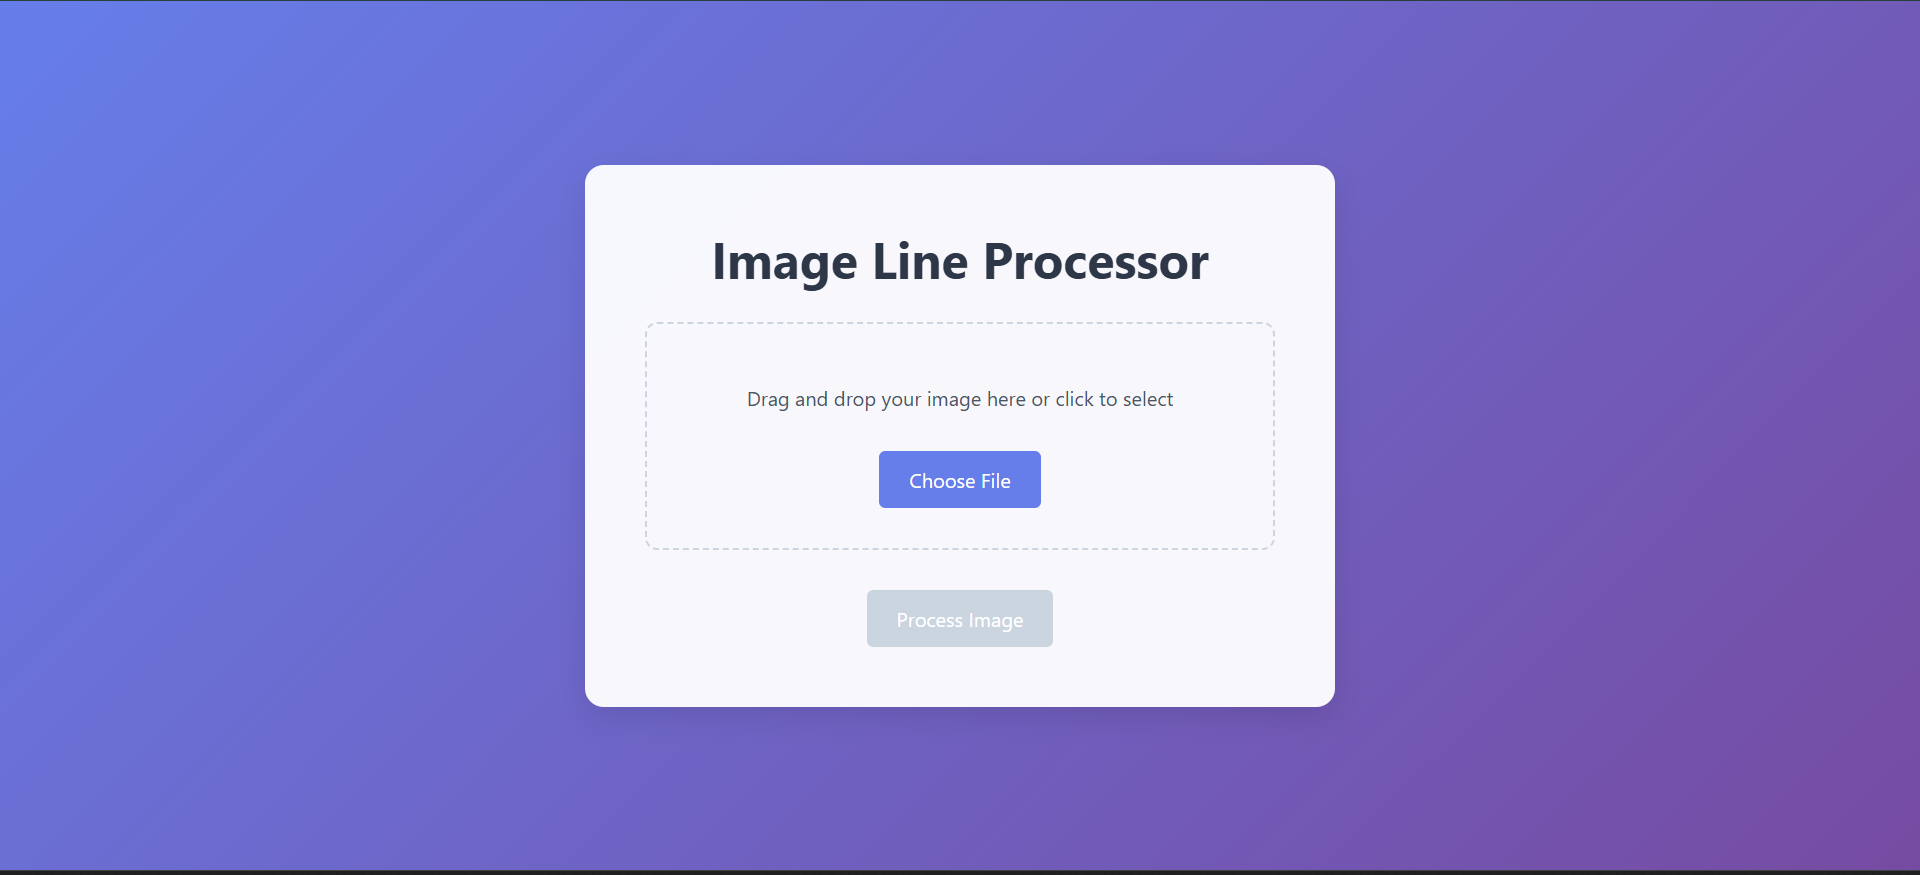 Image Line Processor
Drag and drop your image here or click to select
Choose File
Process Image